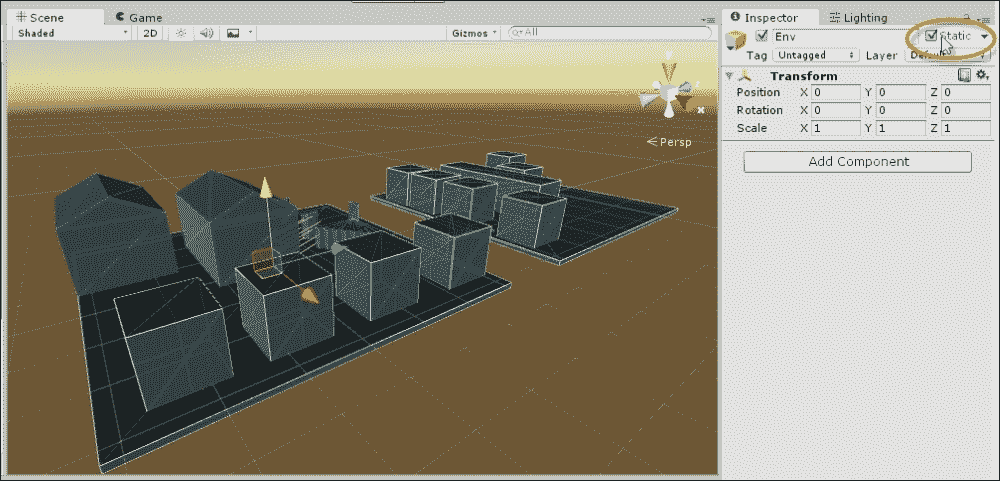 Scene
Game
Shaded
2D
Gizmos
All
Persp
Inspector
Lighting
Env
Static
Tag Untagged Layer
Transform
Position X 0 Y 0 Z 0
Rotation X 0 Y 0 Z 0
Scale X 1 Y 1 Z 1
Add Component